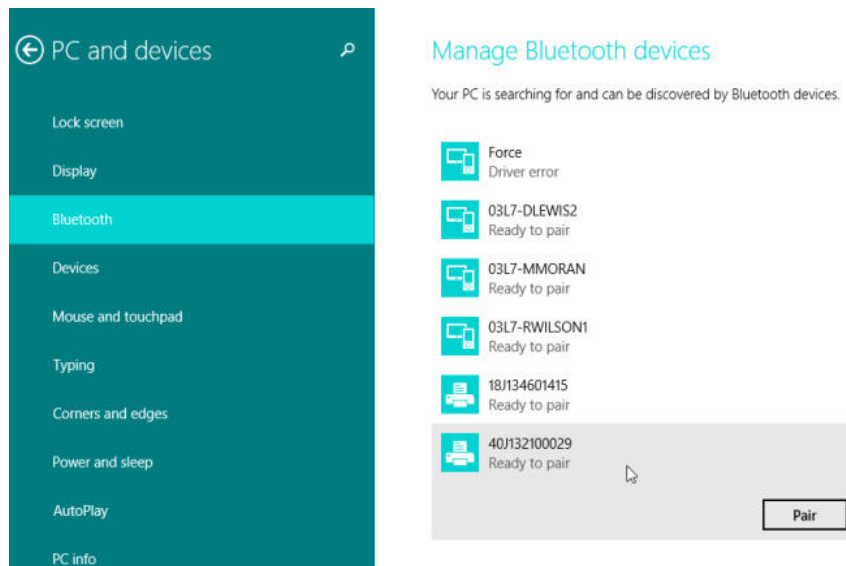 PC and devices
Lock screen
Display
Bluetooth
Devices
Mouse and touchpad
Typing
Corners and edges
Power and sleep
AutoPlay
PC info
Manage Bluetooth devices
Your PC is searching for and can be discovered by Bluetooth devices.
Force
Driver error
03L7-DLEWIS2
Ready to pair
03L7-MMORAN
Ready to pair
03L7-RWILSON1
Ready to pair
18J134601415
Ready to pair
40J132100029
Ready to pair
Pair